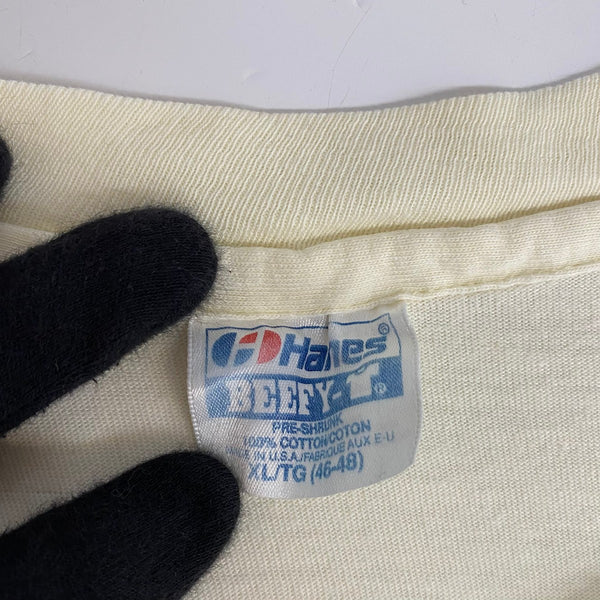 Hanes®
BEEFY-T®
PRE-SHRUNK
100% COTTON/COTON
MADE IN U.S.A./FABRIQUE AUX E-U
XL/TG (46-48)